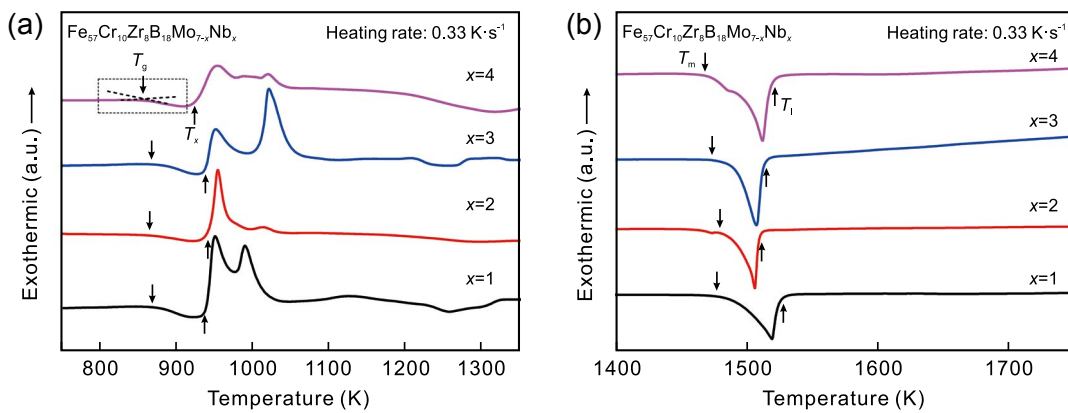 (a)
Fe₅₇Cr₁₀Zr₈B₁₈Mo₇₋ₓNbₓ
Heating rate: 0.33 K·s⁻¹
Tg
Tx
x=4
x=3
x=2
x=1
Exothermic (a.u.)
800 900 1000 1100 1200 1300
Temperature (K)
(b)
Fe₅₇Cr₁₀Zr₈B₁₈Mo₇₋ₓNbₓ
Heating rate: 0.33 K·s⁻¹
Tm
Tl
x=4
x=3
x=2
x=1
Exothermic (a.u.)
1400 1500 1600 1700
Temperature (K)